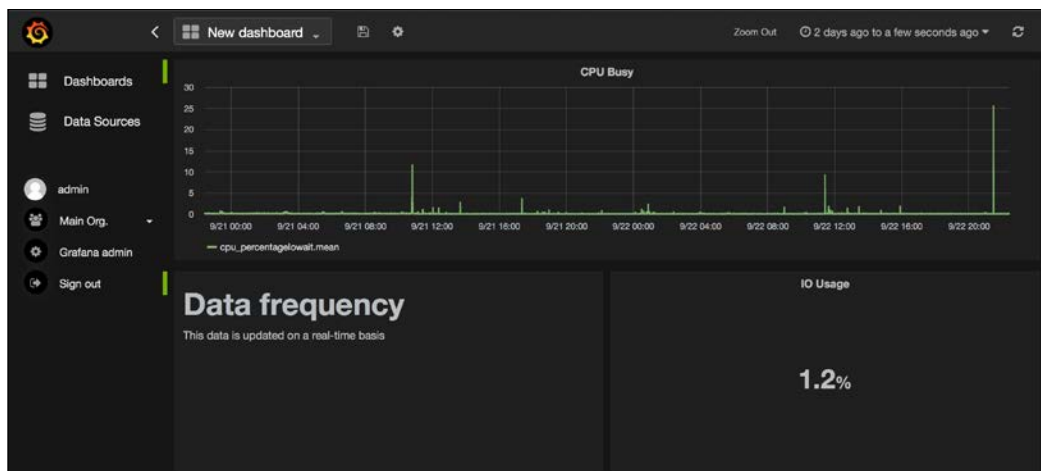 New dashboard
Zoom Out
2 days ago to a few seconds ago
Dashboards
Data Sources
admin
Main Org.
Grafana admin
Sign out
CPU Busy
30
25
20
15
10
5
0
9/21 00:00 9/21 04:00 9/21 08:00 9/21 12:00 9/21 16:00 9/21 20:00 9/22 00:00 9/22 04:00 9/22 08:00 9/22 12:00 9/22 16:00 9/22 20:00
cpu_percentageIowait.mean
Data frequency
This data is updated on a real-time basis
IO Usage
1.2%